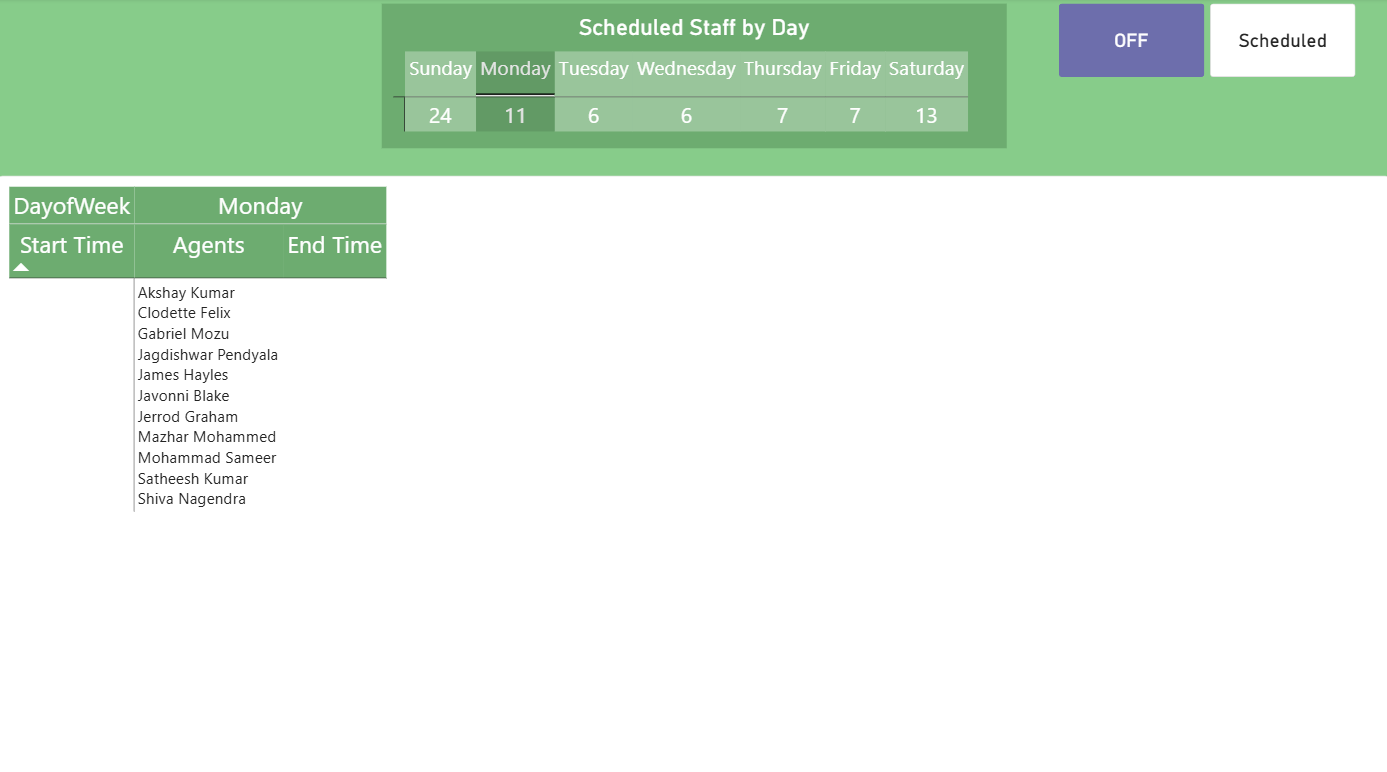 Scheduled Staff by Day
OFF
Scheduled
Sunday Monday Tuesday Wednesday Thursday Friday Saturday
24 11 6 6 7 7 13
DayofWeek Monday
Start Time Agents End Time
Akshay Kumar
Clodette Felix
Gabriel Mozu
Jagdishwar Pendyala
James Hayles
Javonni Blake
Jerrod Graham
Mazhar Mohammed
Mohammad Sameer
Satheesh Kumar
Shiva Nagendra